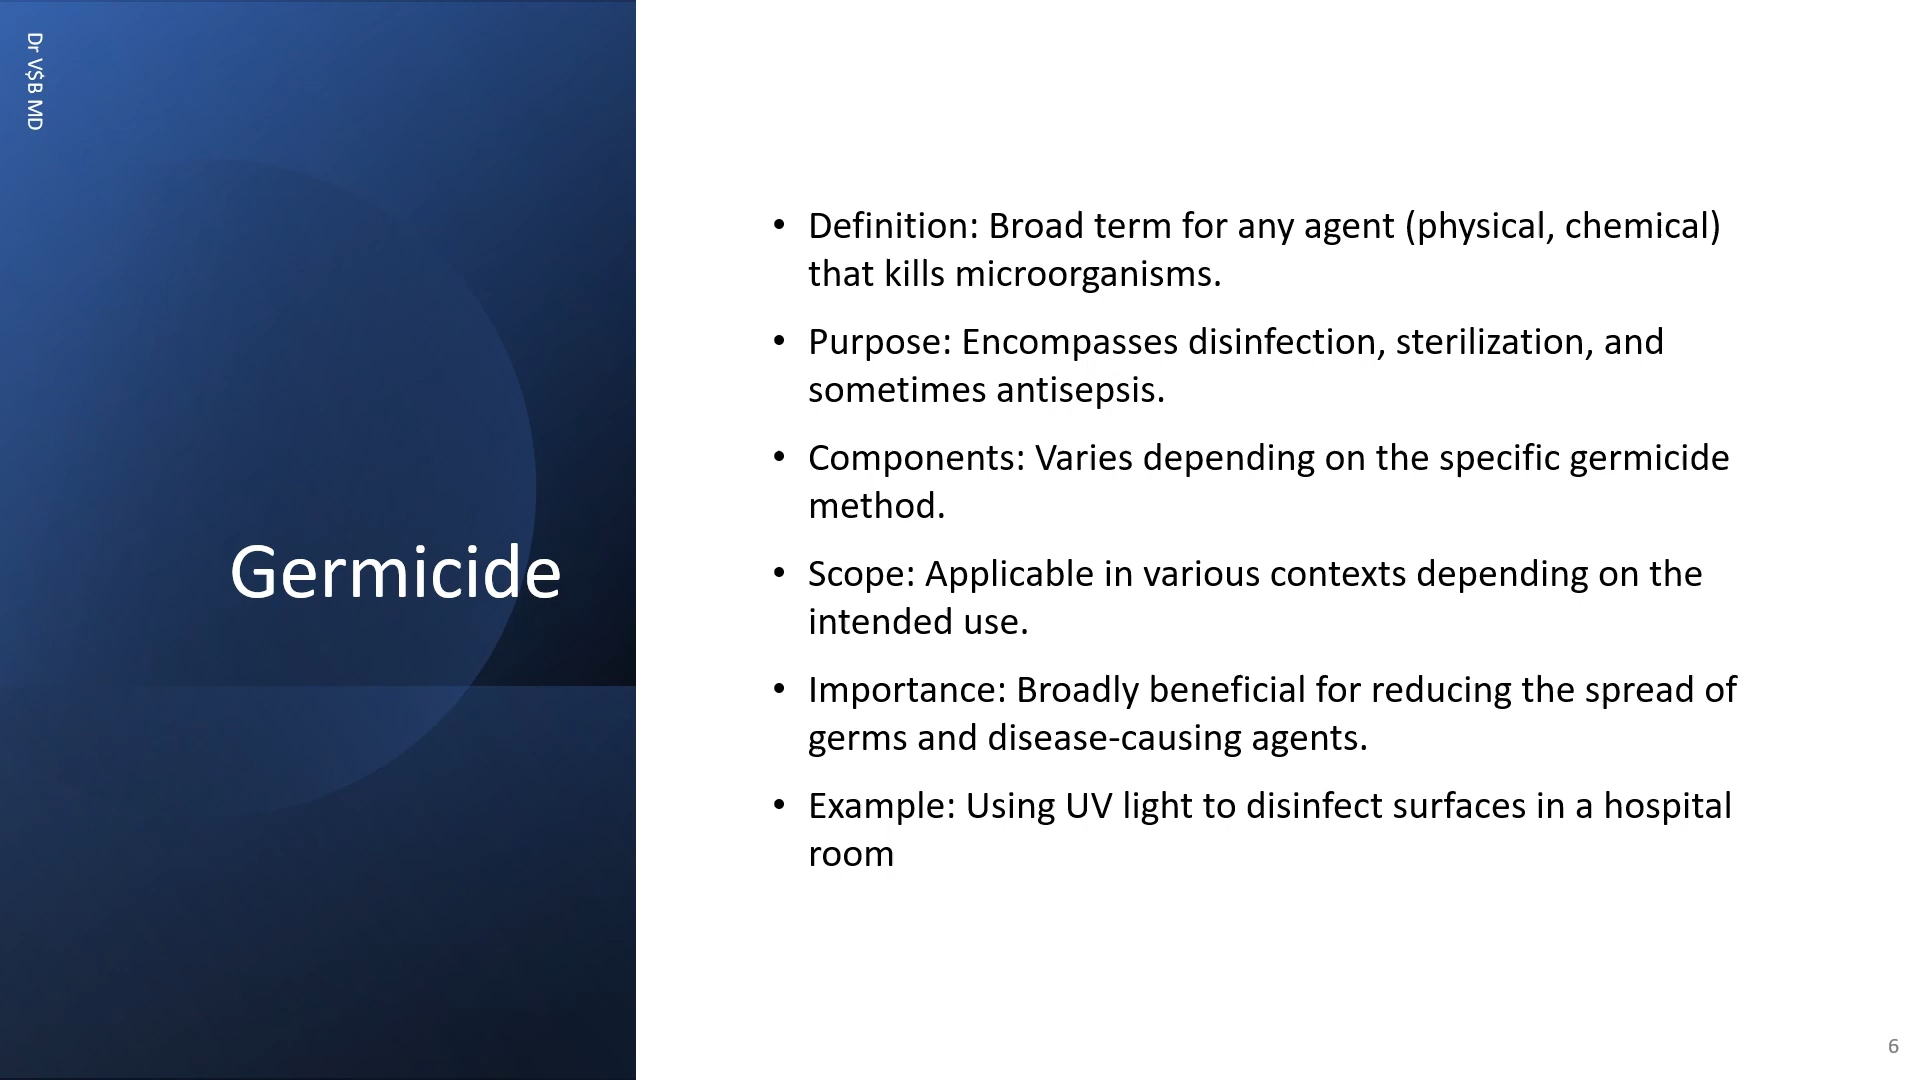 Dr V$B MD
Germicide
• Definition: Broad term for any agent (physical, chemical)
that kills microorganisms.
• Purpose: Encompasses disinfection, sterilization, and
sometimes antisepsis.
• Components: Varies depending on the specific germicide
method.
• Scope: Applicable in various contexts depending on the
intended use.
• Importance: Broadly beneficial for reducing the spread of
germs and disease-causing agents.
• Example: Using UV light to disinfect surfaces in a hospital
room
6